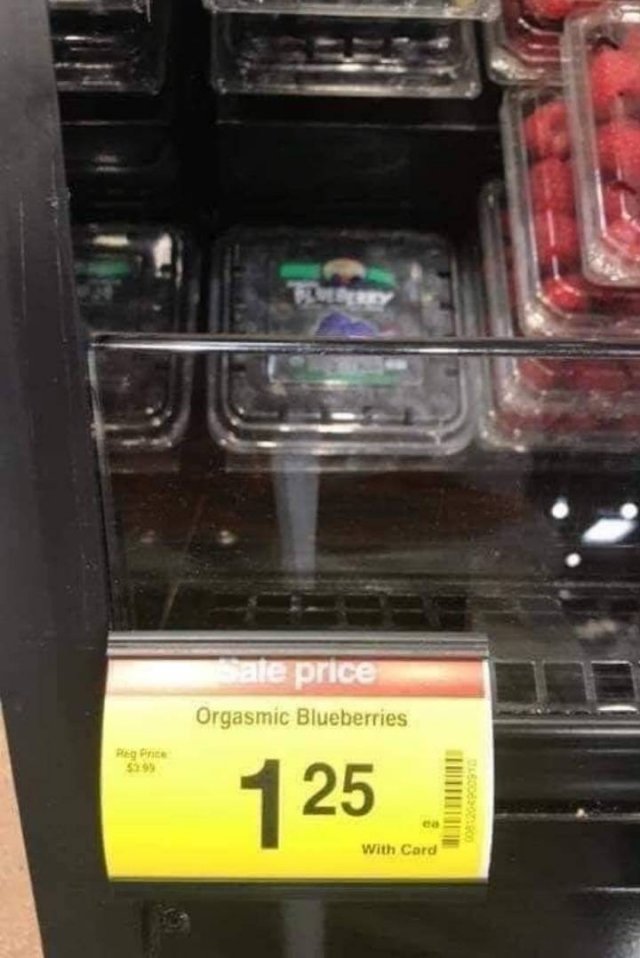 BLUEBERRY
Sale price
Orgasmic Blueberries
Reg Price
$3.99
1 25
ea
With Card